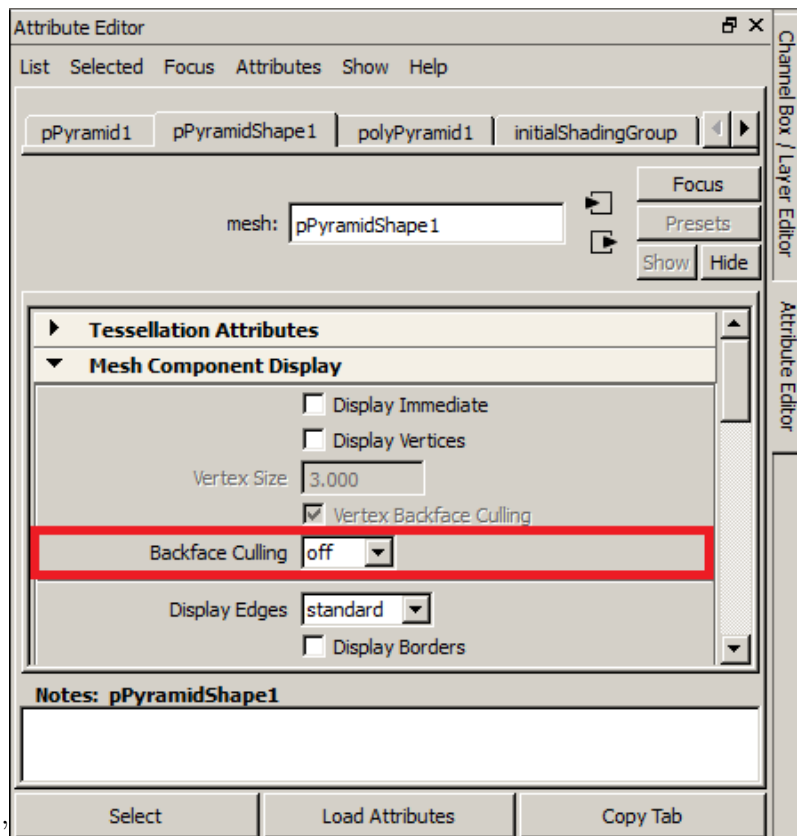 Attribute Editor
List Selected Focus Attributes Show Help
pPyramid1 pPyramidShape1 polyPyramid1 initialShadingGroup
Focus
mesh: pPyramidShape1
Presets
Show Hide
Tessellation Attributes
Mesh Component Display
Display Immediate
Display Vertices
Vertex Size 3.000
Vertex Backface Culling
Backface Culling off
Display Edges standard
Display Borders
Notes: pPyramidShape1
Select Load Attributes Copy Tab
,
Channel Box / Layer Editor
Attribute Editor